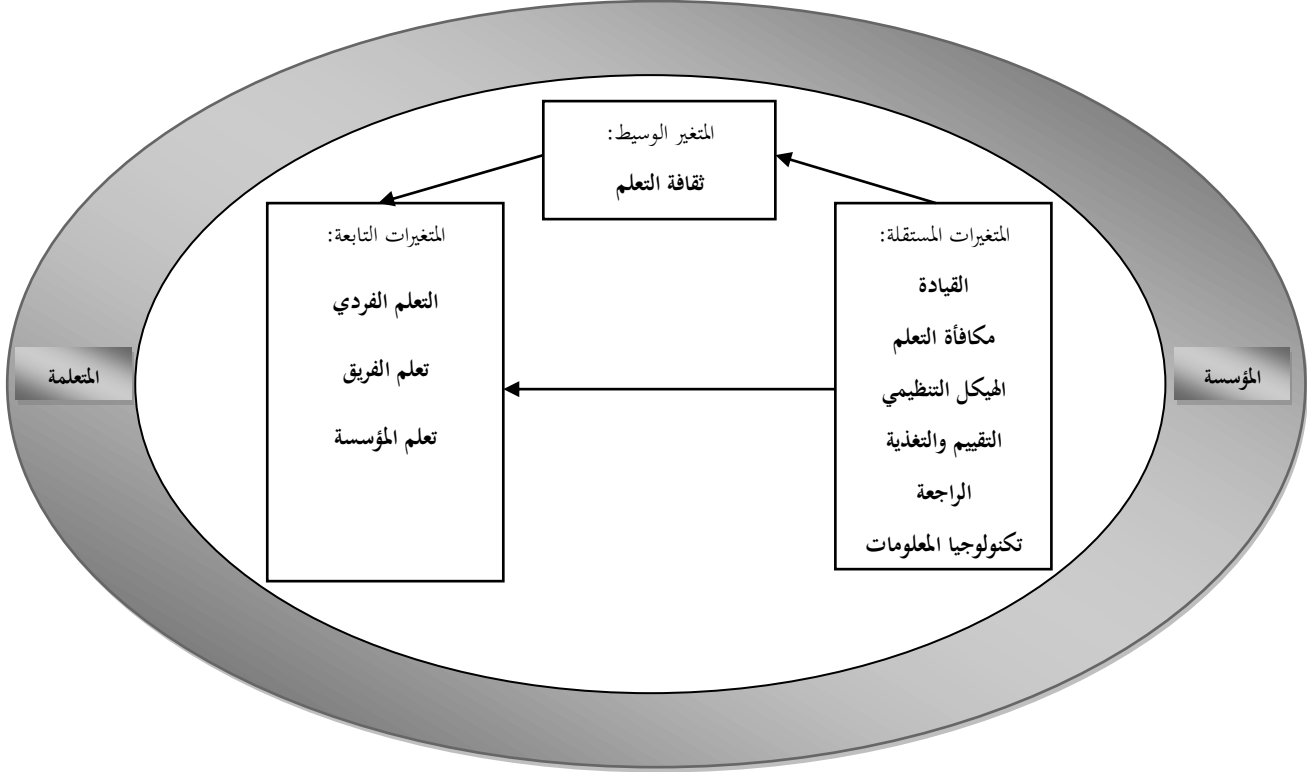 المتغير الوسيط:
ثقافة التعلم
المتغيرات المستقلة:
القيادة
مكافأة التعلم
الهيكل التنظيمي
التقييم والتغذية
الراجعة
تكنولوجيا المعلومات
المتغيرات التابعة:
التعلم الفردي
تعلم الفريق
تعلم المؤسسة
المؤسسة
المتعلمة